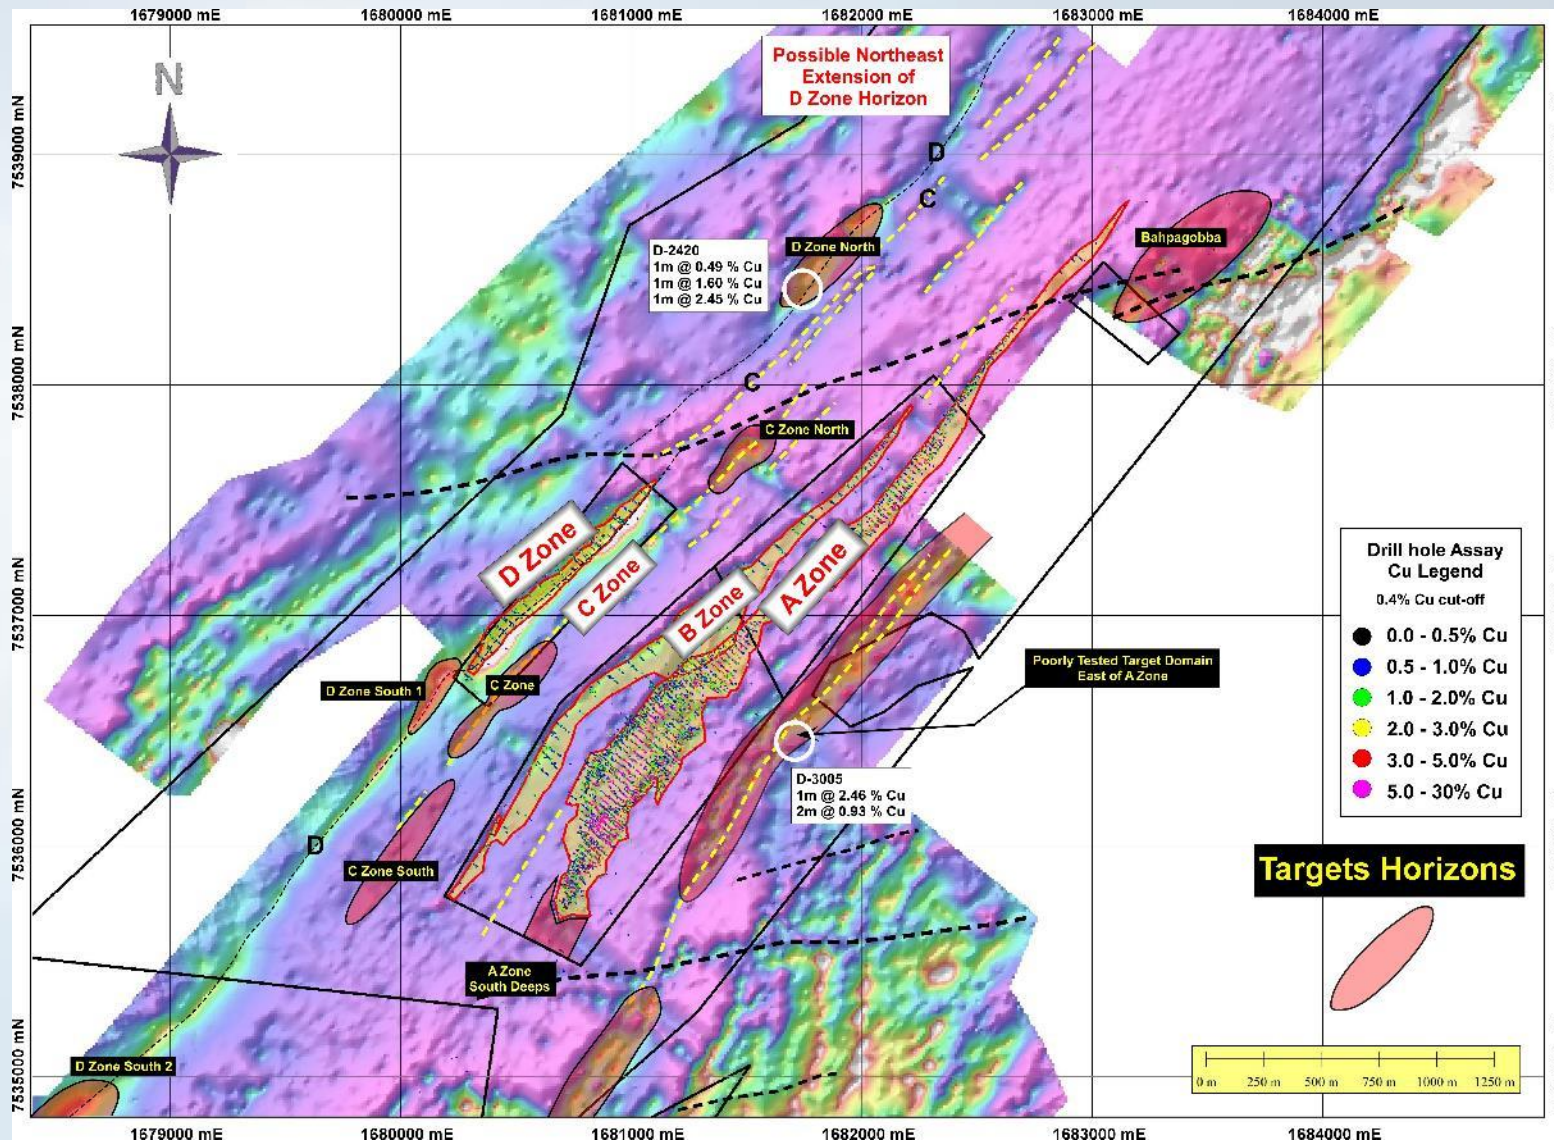 1679000 mE
1680000 mE
1681000 mE
1682000 mE
1683000 mE
1684000 mE
N
Possible Northeast
Extension of
D Zone Horizon
7539000 mN
D
C
D-2420
1m @ 0.49 % Cu
1m @ 1.60 % Cu
1m @ 2.45 % Cu
D Zone North
Bahpagobba
7538000 mN
C
C Zone North
D Zone
C Zone
B Zone
A Zone
7537000 mN
D Zone South 1
C Zone
Poorly Tested Target Domain
East of A Zone
Drill hole Assay
Cu Legend
0.4% Cu cut-off
0.0 - 0.5% Cu
0.5 - 1.0% Cu
1.0 - 2.0% Cu
2.0 - 3.0% Cu
3.0 - 5.0% Cu
5.0 - 30% Cu
D-3005
1m @ 2.46 % Cu
2m @ 0.93 % Cu
7536000 mN
D
C Zone South
Targets Horizons
A Zone
South Deeps
7535000 mN
D Zone South 2
0 m
250 m
500 m
750 m
1000 m
1250 m
1679000 mE
1680000 mE
1681000 mE
1682000 mE
1683000 mE
1684000 mE